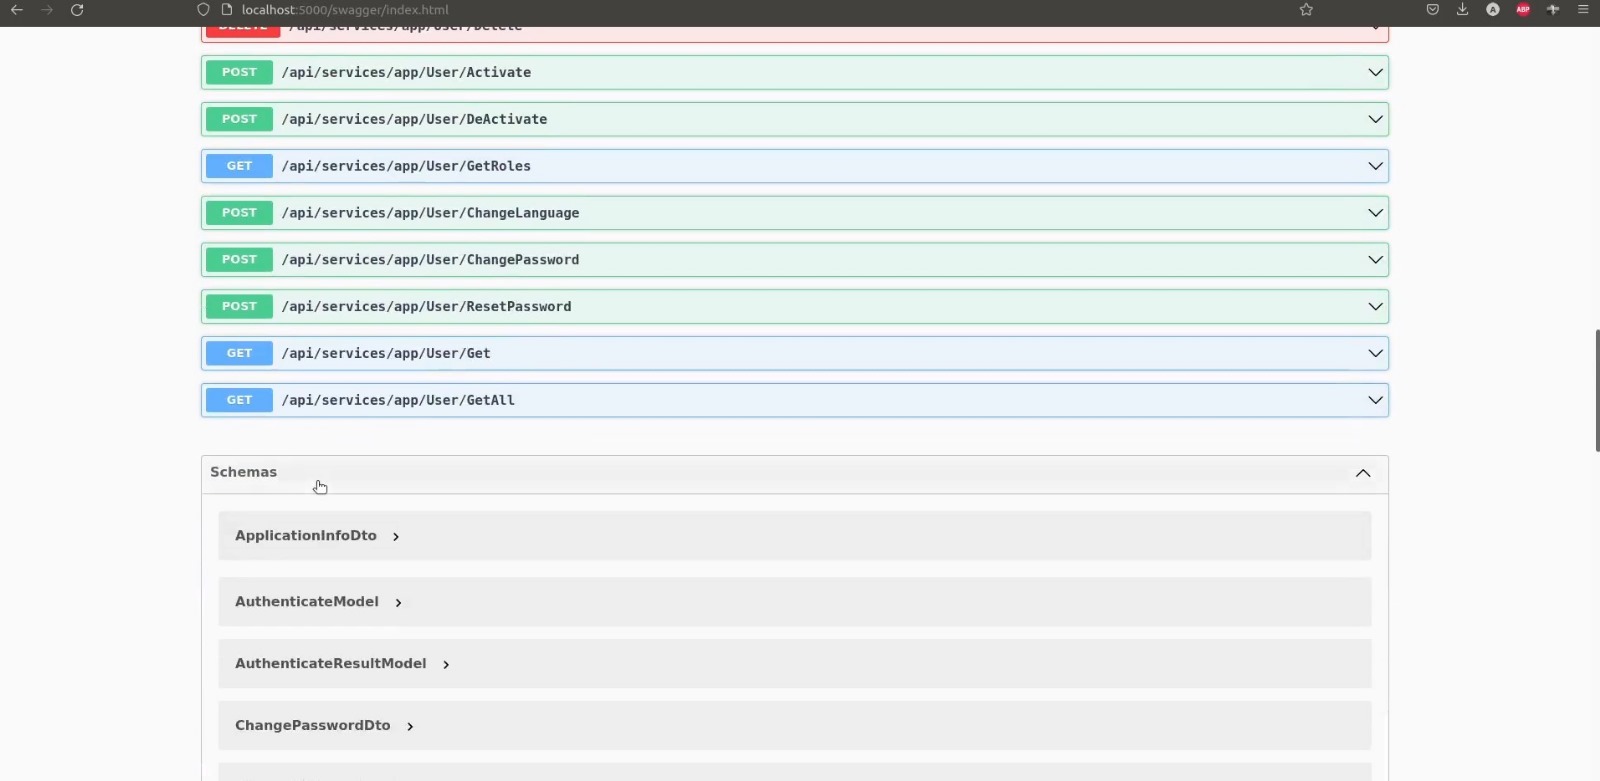 localhost:5000/swagger/index.html
ABP
DELETE /api/services/app/User/Delete
POST /api/services/app/User/Activate
POST /api/services/app/User/DeActivate
GET /api/services/app/User/GetRoles
POST /api/services/app/User/ChangeLanguage
POST /api/services/app/User/ChangePassword
POST /api/services/app/User/ResetPassword
GET /api/services/app/User/Get
GET /api/services/app/User/GetAll
Schemas
ApplicationInfoDto
AuthenticateModel
AuthenticateResultModel
ChangePasswordDto